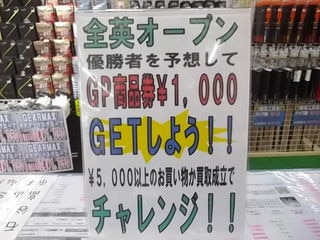 全英オープン
優勝者を予想して
GP商品券¥1,000
GETしよう!!
¥5,000以上のお買い物か買取成立で
チャレンジ!!
GEARMAX
GEARMAX